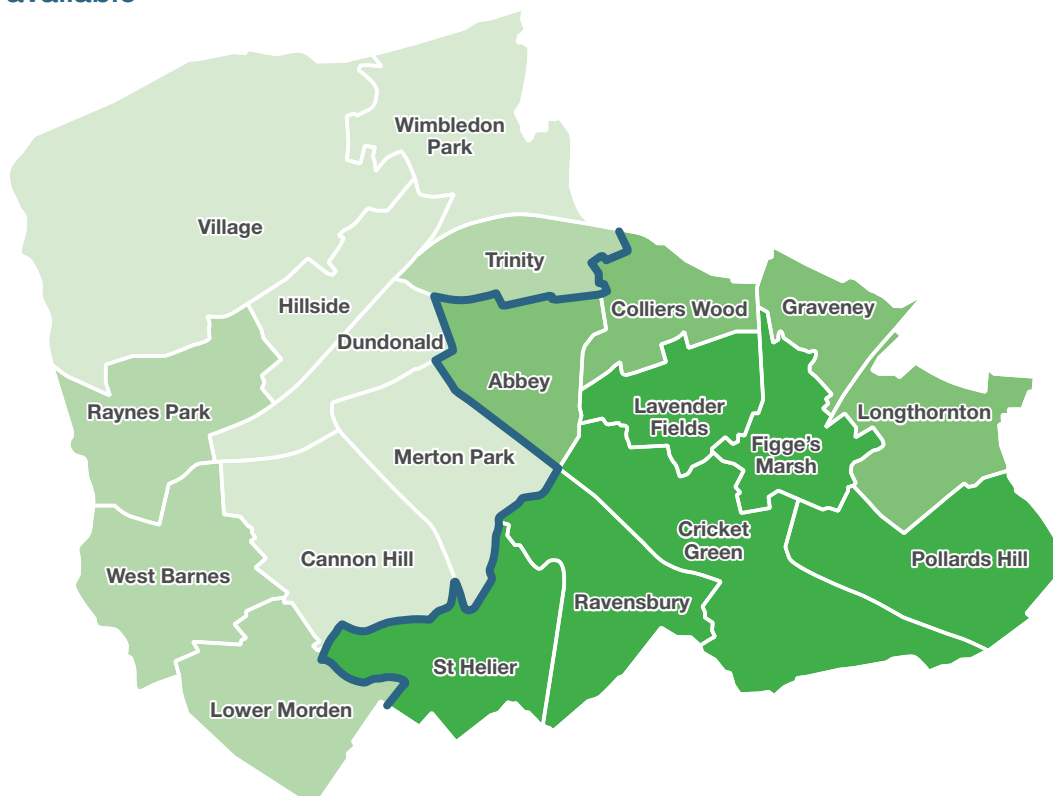 available
Wimbledon
Park
Village
Trinity
Hillside
Colliers Wood
Graveney
Dundonald
Abbey
Raynes Park
Lavender
Fields
Longthornton
Figge's
Marsh
Merton Park
Cricket
Green
Cannon Hill
Pollards Hill
West Barnes
Ravensbury
St Helier
Lower Morden